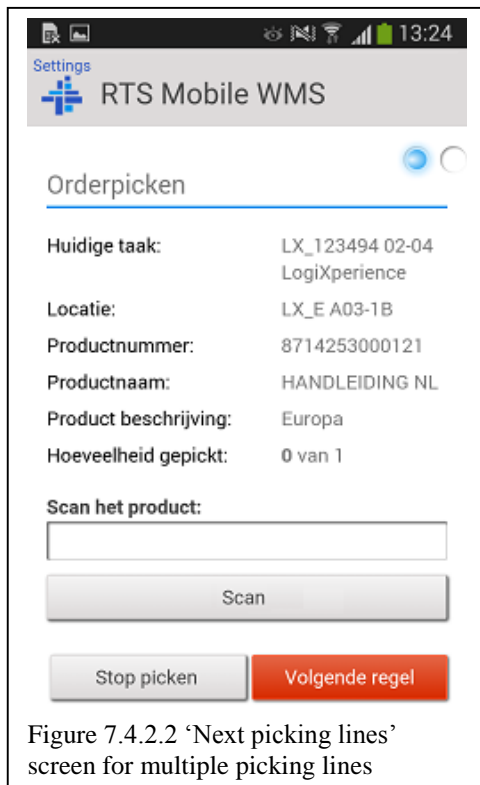 13:24
Settings
RTS Mobile WMS
Orderpicken
Huidige taak: LX_123494 02-04
LogiXperience
Locatie: LX_E A03-1B
Productnummer: 8714253000121
Productnaam: HANDLEIDING NL
Product beschrijving: Europa
Hoeveelheid gepickt: 0 van 1
Scan het product:
Scan
Stop picken Volgende regel
Figure 7.4.2.2 ‘Next picking lines’
screen for multiple picking lines